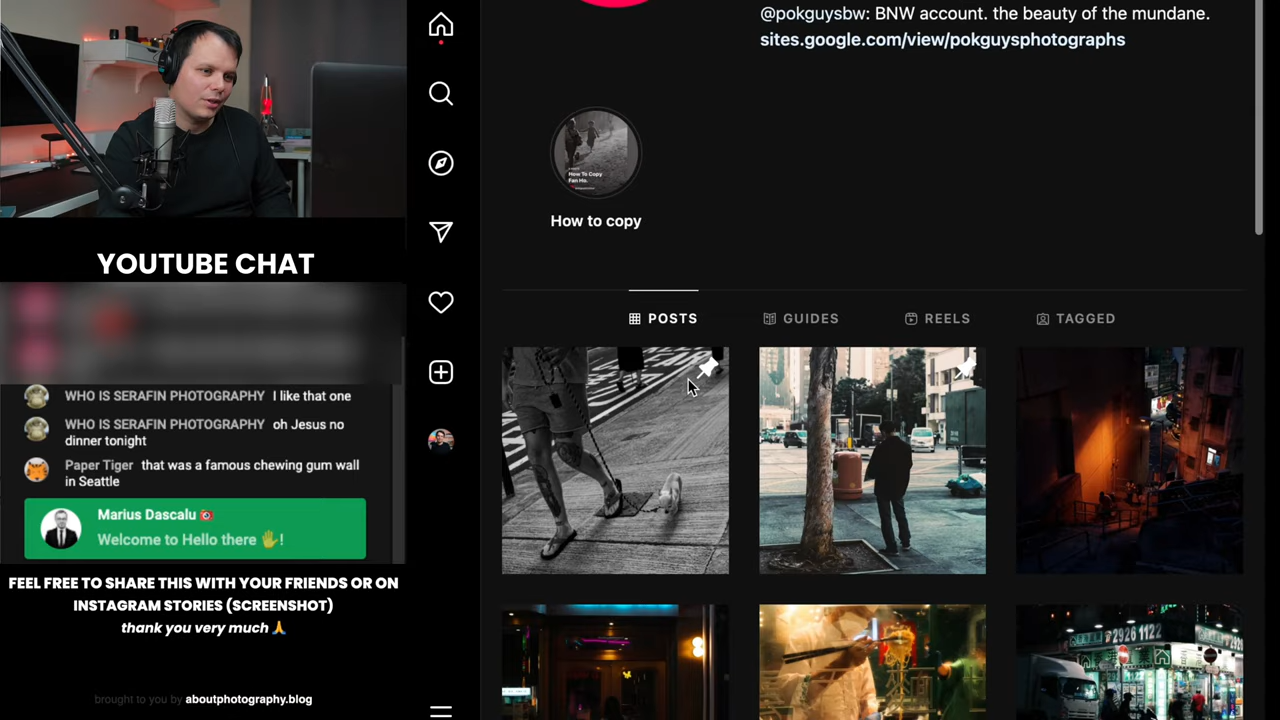 @pokguysbw: BNW account. the beauty of the mundane.
sites.google.com/view/pokguysphotographs
How To Copy
Fan Ho.
How to copy
YOUTUBE CHAT
POSTS
GUIDES
REELS
TAGGED
WHO IS SERAFIN PHOTOGRAPHY I like that one
WHO IS SERAFIN PHOTOGRAPHY oh Jesus no
dinner tonight
Paper Tiger that was a famous chewing gum wall
in Seattle
Marius Dascalu
Welcome to Hello there 🖐️!
FEEL FREE TO SHARE THIS WITH YOUR FRIENDS OR ON
INSTAGRAM STORIES (SCREENSHOT)
thank you very much 🙏
2926 1122
brought to you by aboutphotography.blog